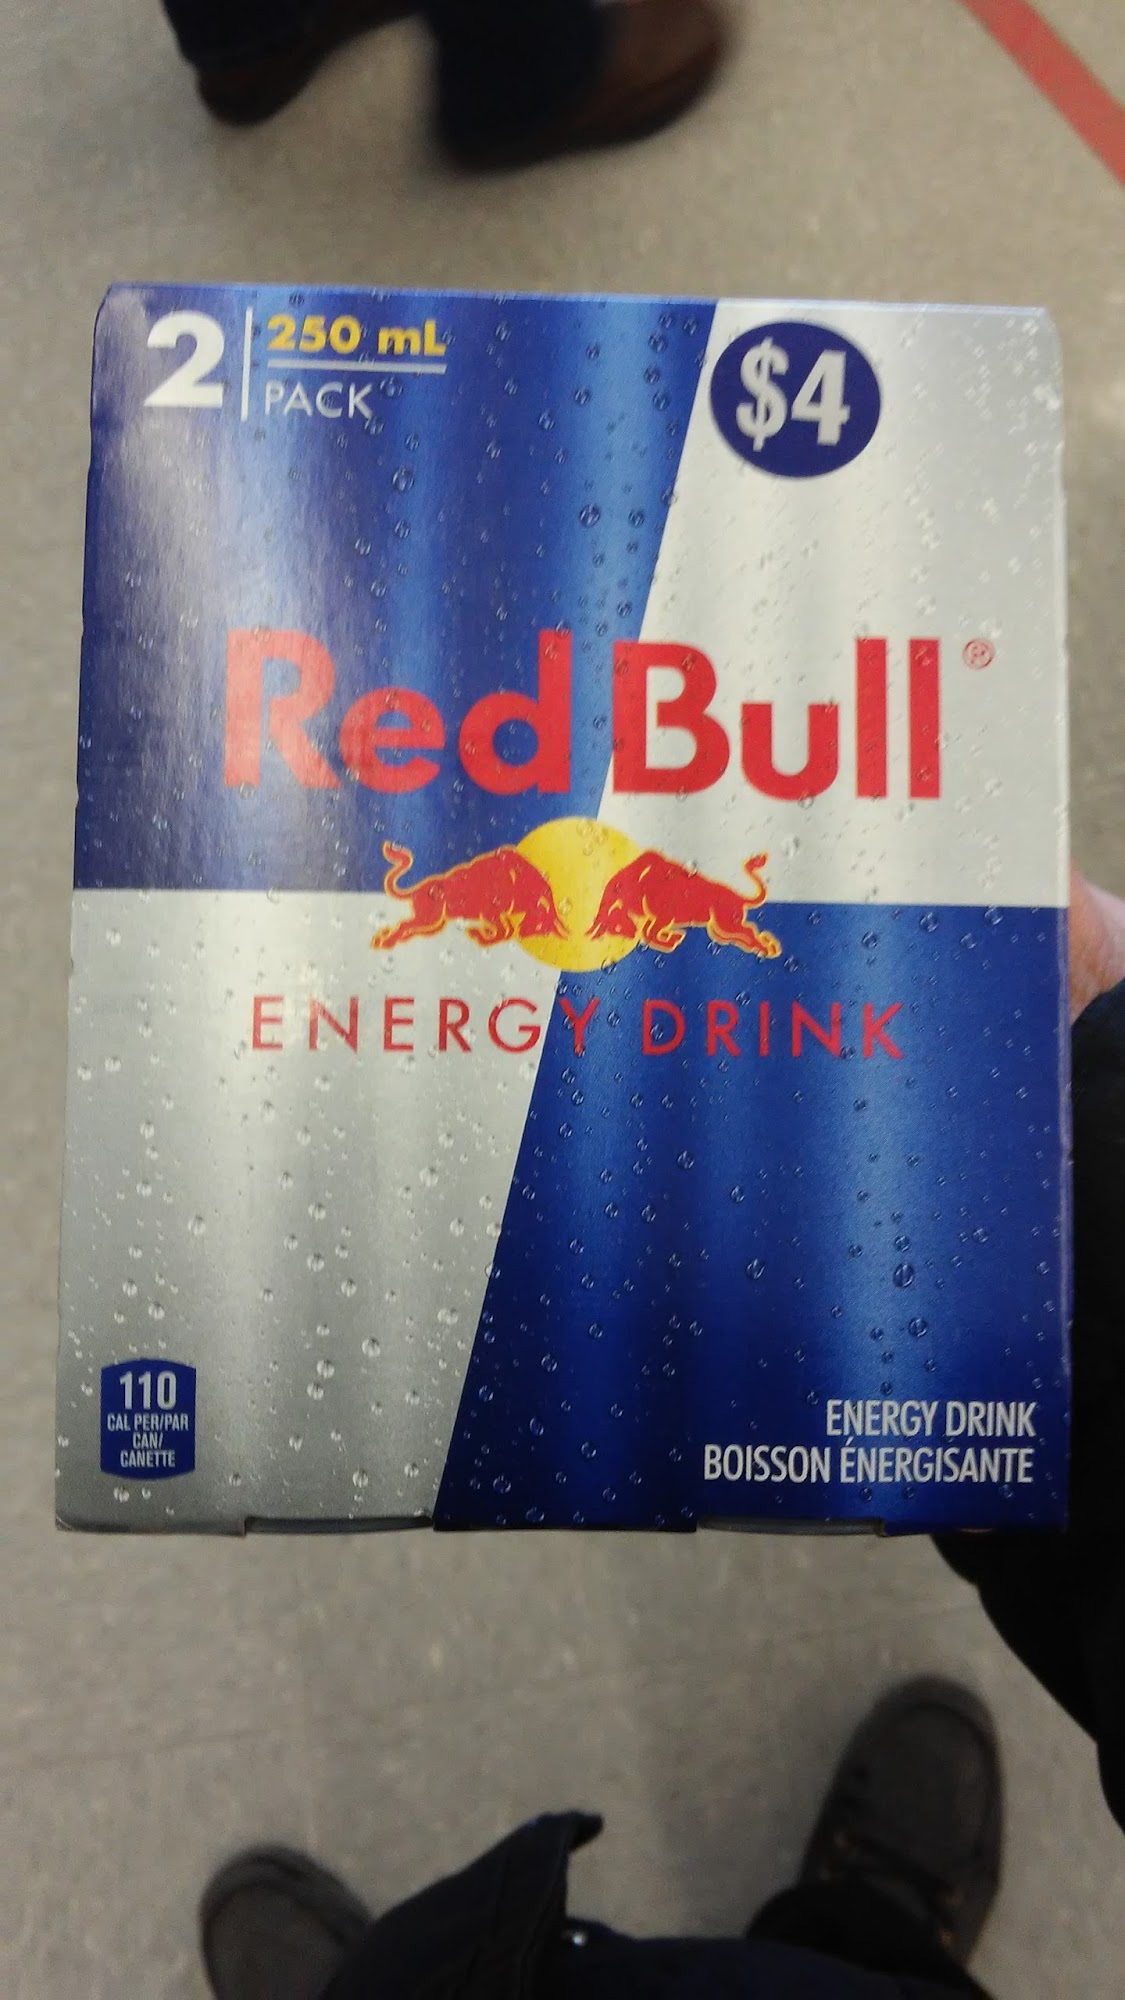 2 250 mL
PACK
$4
Red Bull®
ENERGY DRINK
110
CAL PER/PAR
CAN/
CANETTE
ENERGY DRINK
BOISSON ÉNERGISANTE